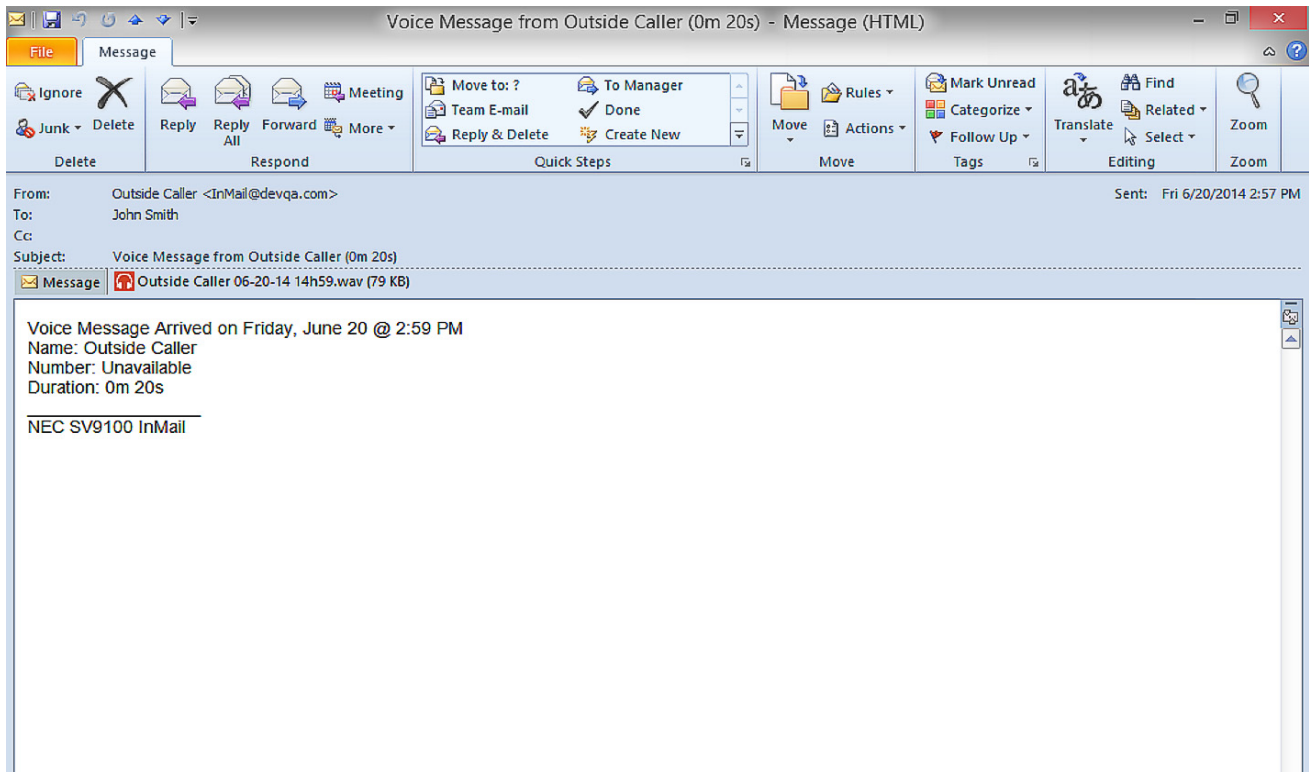 Voice Message from Outside Caller (0m 20s) - Message (HTML)
File Message
Ignore
Junk
Delete
Delete
Reply
Reply All
Forward
Meeting
More
Respond
Move to: ?
To Manager
Team E-mail
Done
Reply & Delete
Create New
Quick Steps
Move
Rules
Actions
Move
Mark Unread
Categorize
Follow Up
Tags
Translate
Find
Related
Select
Editing
Zoom
Zoom
From: Outside Caller <InMail@devqa.com>
Sent: Fri 6/20/2014 2:57 PM
To: John Smith
Cc:
Subject: Voice Message from Outside Caller (0m 20s)
Message Outside Caller 06-20-14 14h59.wav (79 KB)
Voice Message Arrived on Friday, June 20 @ 2:59 PM
Name: Outside Caller
Number: Unavailable
Duration: 0m 20s
NEC SV9100 InMail